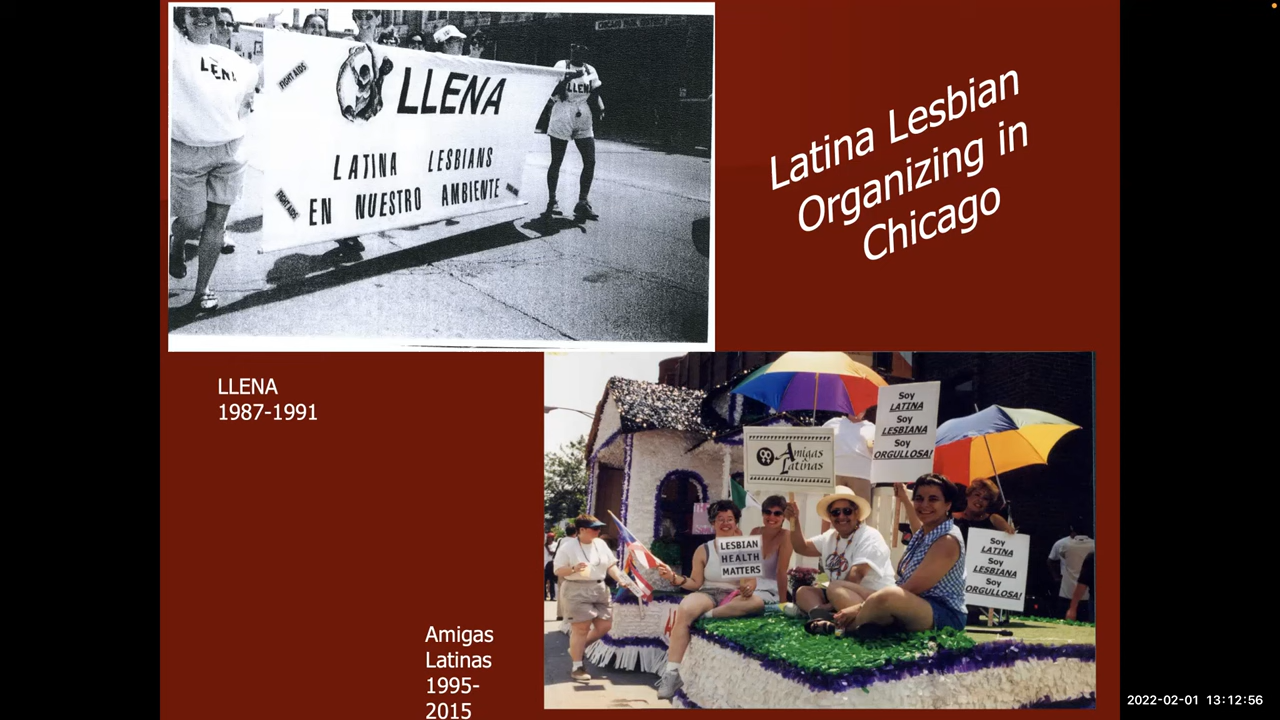 LLENA
FIGHT AIDS
LLENA
LLENA
LATINA LESBIANS
EN NUESTRO AMBIENTE
FIGHT AIDS
Latina Lesbian
Organizing in
Chicago
LLENA
1987-1991
Soy
LATINA
Soy
LESBIANA
Soy
ORGULLOSA!
Amigas
Latinas
LESBIAN
HEALTH
MATTERS
Soy
LATINA
Soy
LESBIANA
Soy
ORGULLOSA!
Amigas
Latinas
1995-
2015
2022-02-01 13:12:56